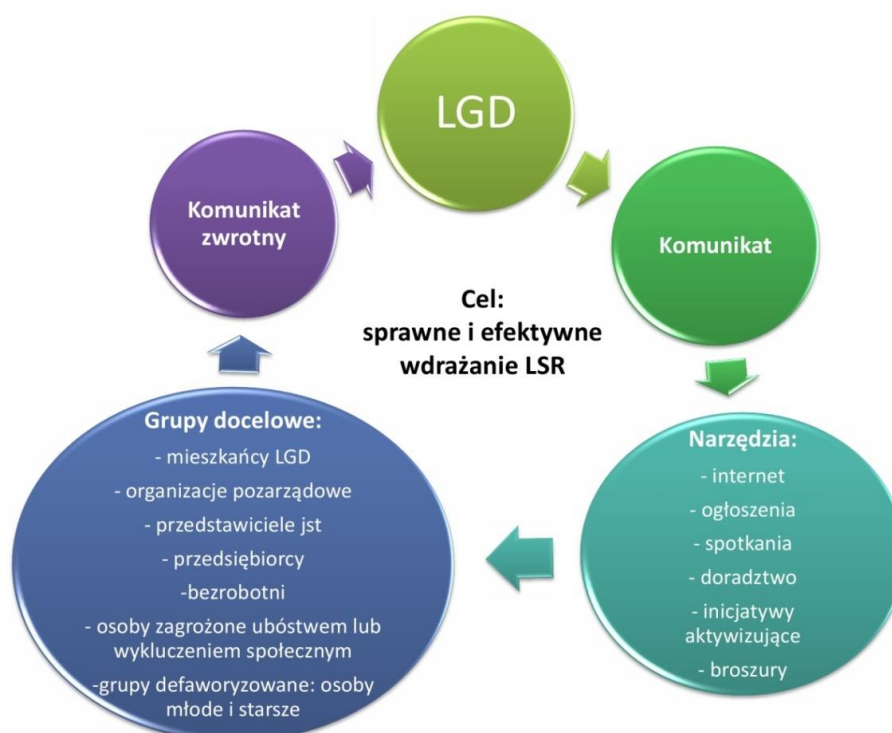 LGD
Komunikat
zwrotny
Komunikat
Cel:
sprawne i efektywne
wdrażanie LSR
Grupy docelowe:
- mieszkańcy LGD
- organizacje pozarządowe
- przedstawiciele jst
- przedsiębiorcy
-bezrobotni
- osoby zagrożone ubóstwem lub
wykluczeniem społecznym
-grupy defaworyzowane: osoby
młode i starsze
Narzędzia:
- internet
- ogłoszenia
- spotkania
- doradztwo
- inicjatywy
aktywizujące
- broszury